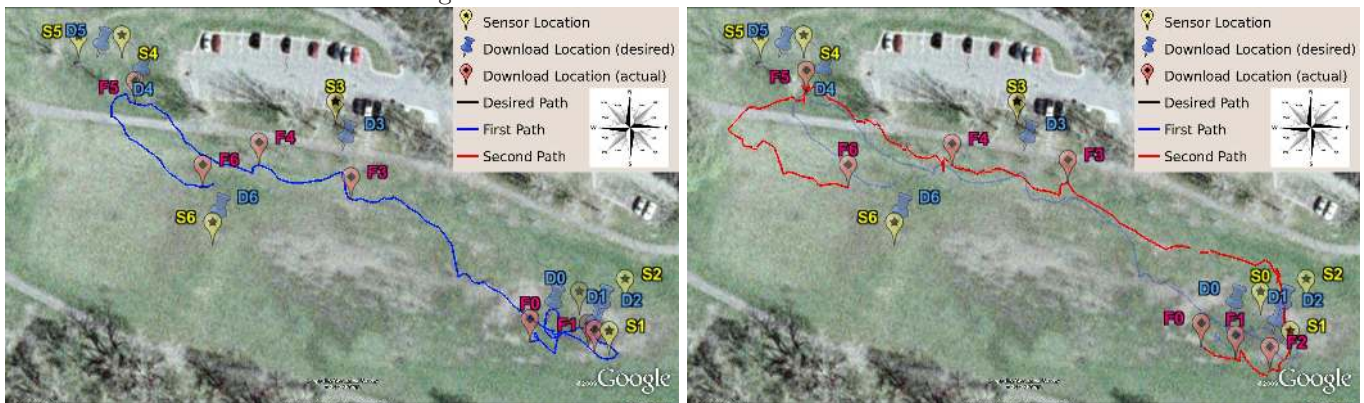 S5 D5
S4
F5
D4
S3
D3
F4
F6
F3
D6
S6
D0
S2
D1
D2
F0
F1
S1
©2009 Google
Sensor Location
Download Location (desired)
Download Location (actual)
Desired Path
First Path
Second Path
N
W
E
S
S5 D5
S4
F5
D4
S3
D3
F4
F6
F3
D6
S6
S0
S2
D0
D1
D2
F0
F1
S1
F2
©2009 Google
Sensor Location
Download Location (desired)
Download Location (actual)
Desired Path
First Path
Second Path
N
W
E
S